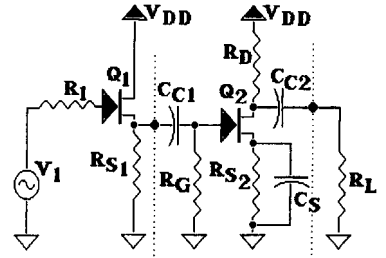 VDD VDD
RD
Q1 CC1 Q2 CC2
R1
V1 RS1 RG RS2 CS RL